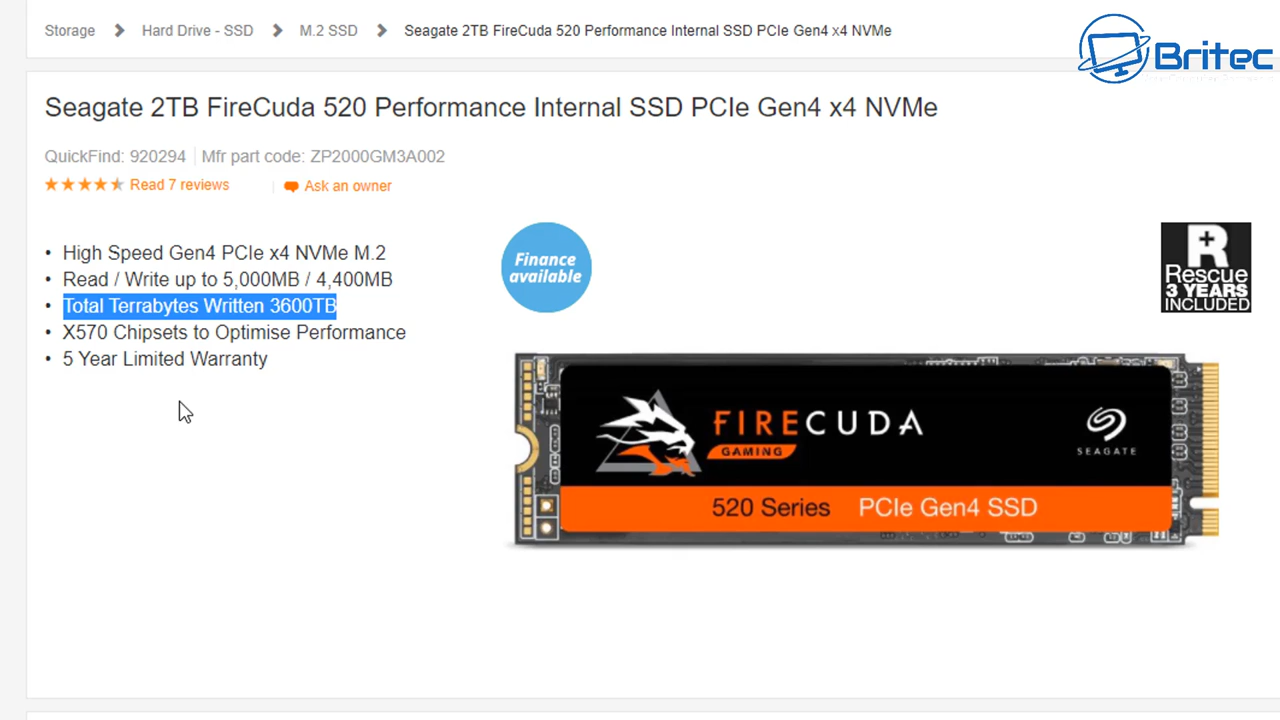 Storage > Hard Drive - SSD > M.2 SSD > Seagate 2TB FireCuda 520 Performance Internal SSD PCIe Gen4 x4 NVMe
Britec
Seagate 2TB FireCuda 520 Performance Internal SSD PCIe Gen4 x4 NVMe
QuickFind: 920294 | Mfr part code: ZP2000GM3A002
Read 7 reviews | Ask an owner
• High Speed Gen4 PCIe x4 NVMe M.2
• Read / Write up to 5,000MB / 4,400MB
• Total Terrabytes Written 3600TB
• X570 Chipsets to Optimise Performance
• 5 Year Limited Warranty
Finance
available
R
Rescue
3 YEARS
INCLUDED
FIRECUDA
GAMING
SEAGATE
520 Series PCIe Gen4 SSD